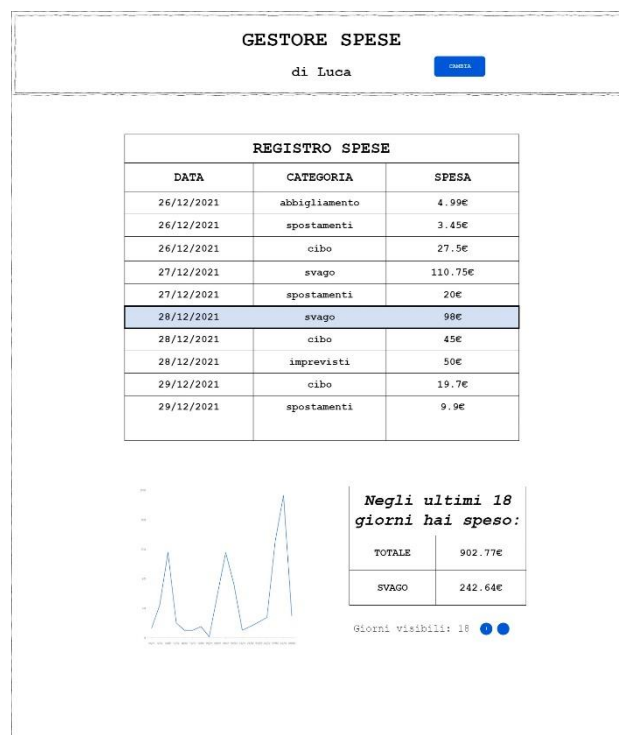 GESTORE SPESE
di Luca
CAMBIA
REGISTRO SPESE
DATA CATEGORIA SPESA
26/12/2021 abbigliamento 4.99€
26/12/2021 spostamenti 3.45€
26/12/2021 cibo 27.5€
27/12/2021 svago 110.75€
27/12/2021 spostamenti 20€
28/12/2021 svago 98€
28/12/2021 cibo 45€
28/12/2021 imprevisti 50€
29/12/2021 cibo 19.7€
29/12/2021 spostamenti 9.9€
Negli ultimi 18
giorni hai speso:
TOTALE 902.77€
SVAGO 242.64€
Giorni visibili: 18